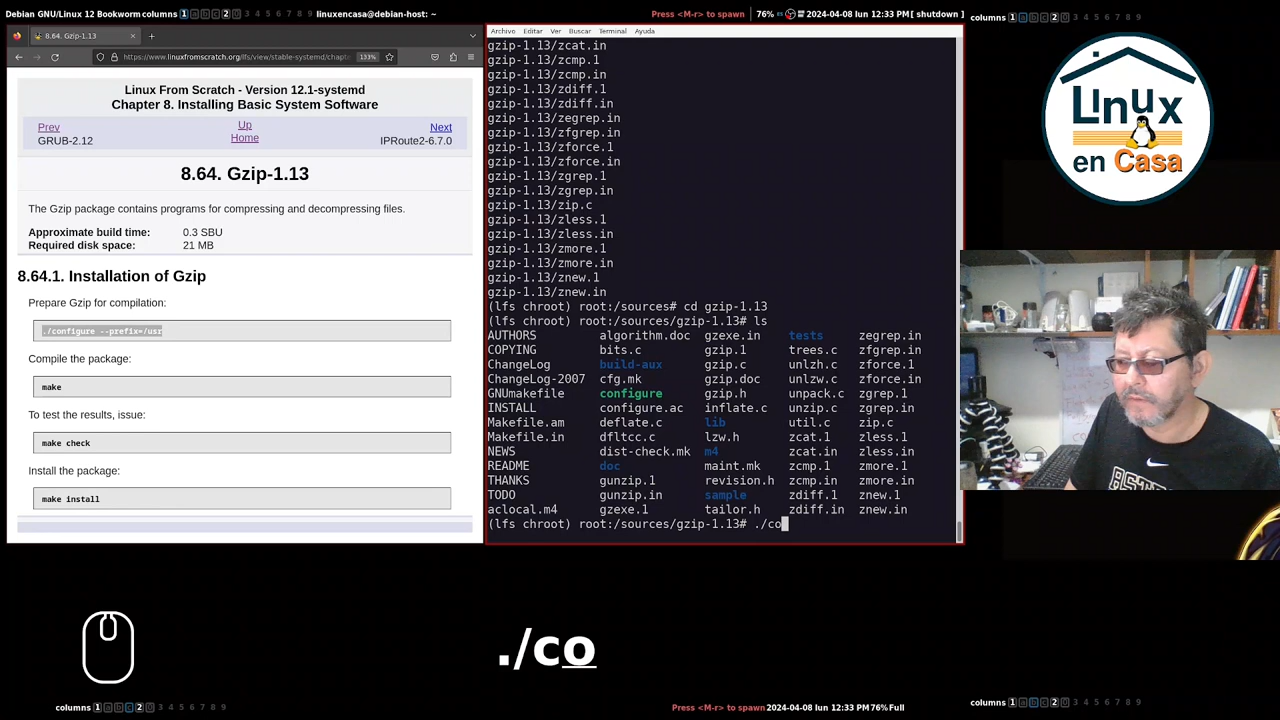 Debian GNU/Linux 12 Bookworm columns 1 a b c 2 0 3 4 5 6 7 8 9 linuxencasa@debian-host: ~
Press <M-r> to spawn 76% 2024-04-08 lun 12:33 PM [ shutdown ]
columns 1 a b c 2 0 3 4 5 6 7 8 9
8.64. Gzip-1.13
https://www.linuxfromscratch.org/lfs/view/stable-systemd/chapte
133%
Linux From Scratch - Version 12.1-systemd
Chapter 8. Installing Basic System Software
Prev Up Next
GRUB-2.12 Home IPRoute2-6.7.0
8.64. Gzip-1.13
The Gzip package contains programs for compressing and decompressing files.
Approximate build time: 0.3 SBU
Required disk space: 21 MB
8.64.1. Installation of Gzip
Prepare Gzip for compilation:
./configure --prefix=/usr
Compile the package:
make
To test the results, issue:
make check
Install the package:
make install
Archivo Editar Ver Buscar Terminal Ayuda
gzip-1.13/zcat.in
gzip-1.13/zcmp.1
gzip-1.13/zcmp.in
gzip-1.13/zdiff.1
gzip-1.13/zdiff.in
gzip-1.13/zegrep.in
gzip-1.13/zfgrep.in
gzip-1.13/zforce.1
gzip-1.13/zforce.in
gzip-1.13/zgrep.1
gzip-1.13/zgrep.in
gzip-1.13/zip.c
gzip-1.13/zless.1
gzip-1.13/zless.in
gzip-1.13/zmore.1
gzip-1.13/zmore.in
gzip-1.13/znew.1
gzip-1.13/znew.in
(lfs chroot) root:/sources# cd gzip-1.13
(lfs chroot) root:/sources/gzip-1.13# ls
AUTHORS algorithm.doc gzexe.in tests zegrep.in
COPYING bits.c gzip.1 trees.c zfgrep.in
ChangeLog build-aux gzip.c unlzh.c zforce.1
ChangeLog-2007 cfg.mk gzip.doc unlzw.c zforce.in
GNUmakefile configure gzip.h unpack.c zgrep.1
INSTALL configure.ac inflate.c unzip.c zgrep.in
Makefile.am deflate.c lib util.c zip.c
Makefile.in dfltcc.c lzw.h zcat.1 zless.1
NEWS dist-check.mk m4 zcat.in zless.in
README doc maint.mk zcmp.1 zmore.1
THANKS gunzip.1 revision.h zcmp.in zmore.in
TODO gunzip.in sample zdiff.1 znew.1
aclocal.m4 gzexe.1 tailor.h zdiff.in znew.in
(lfs chroot) root:/sources/gzip-1.13# ./co
Linux
en Casa
./co
columns 1 a b c 2 0 3 4 5 6 7 8 9
Press <M-r> to spawn 2024-04-08 lun 12:33 PM 76% Full
columns 1 a b c 2 0 3 4 5 6 7 8 9